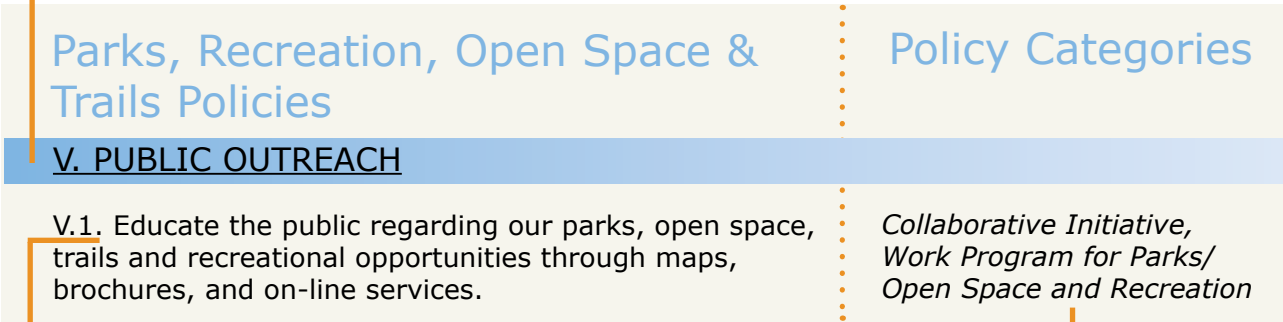 Parks, Recreation, Open Space &
Trails Policies
Policy Categories
V. PUBLIC OUTREACH
V.1. Educate the public regarding our parks, open space,
trails and recreational opportunities through maps,
brochures, and on-line services.
Collaborative Initiative,
Work Program for Parks/
Open Space and Recreation